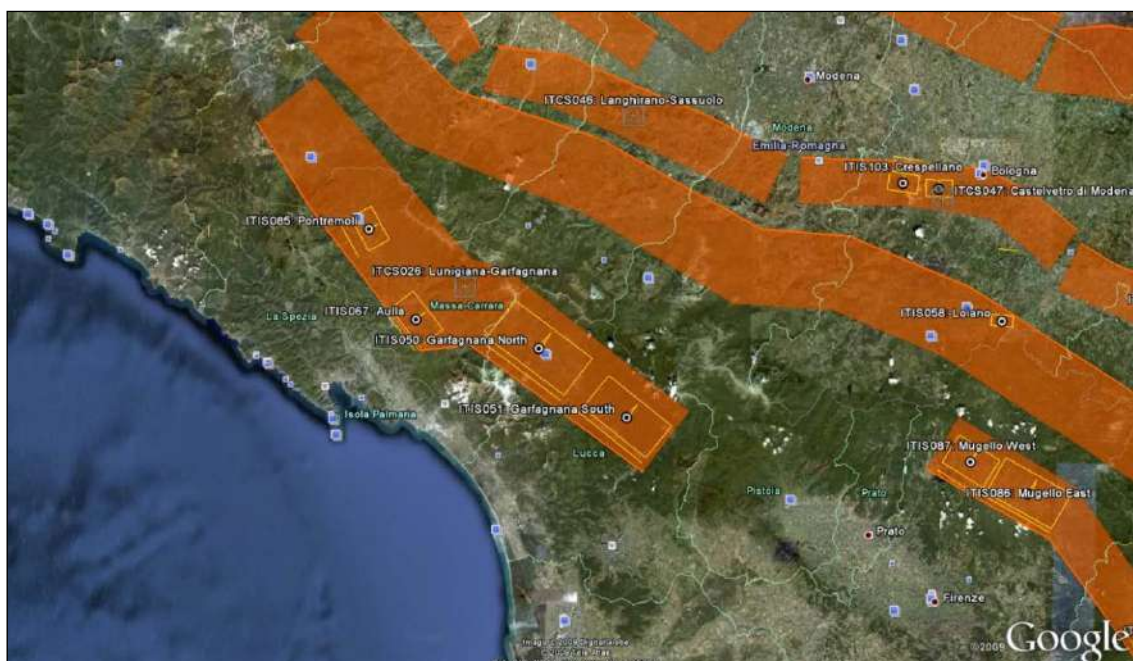 Modena
ITCS046: Langhirano-Sassuolo
Modena
Emilia-Romagna
ITIS103: Crespellano
Bologna
ITCS047: Castelvetro di Modena
ITIS085: Pontremoli
ITCS026: Lunigiana-Garfagnana
Massa-Carrara
ITIS067: Aulla
La Spezia
ITIS058: Loiano
ITIS050: Garfagnana North
Isola Palmaria
ITIS051: Garfagnana South
Lucca
ITIS087: Mugello West
ITIS086: Mugello East
Pistoia
Prato
Prato
Firenze
©2009 Google